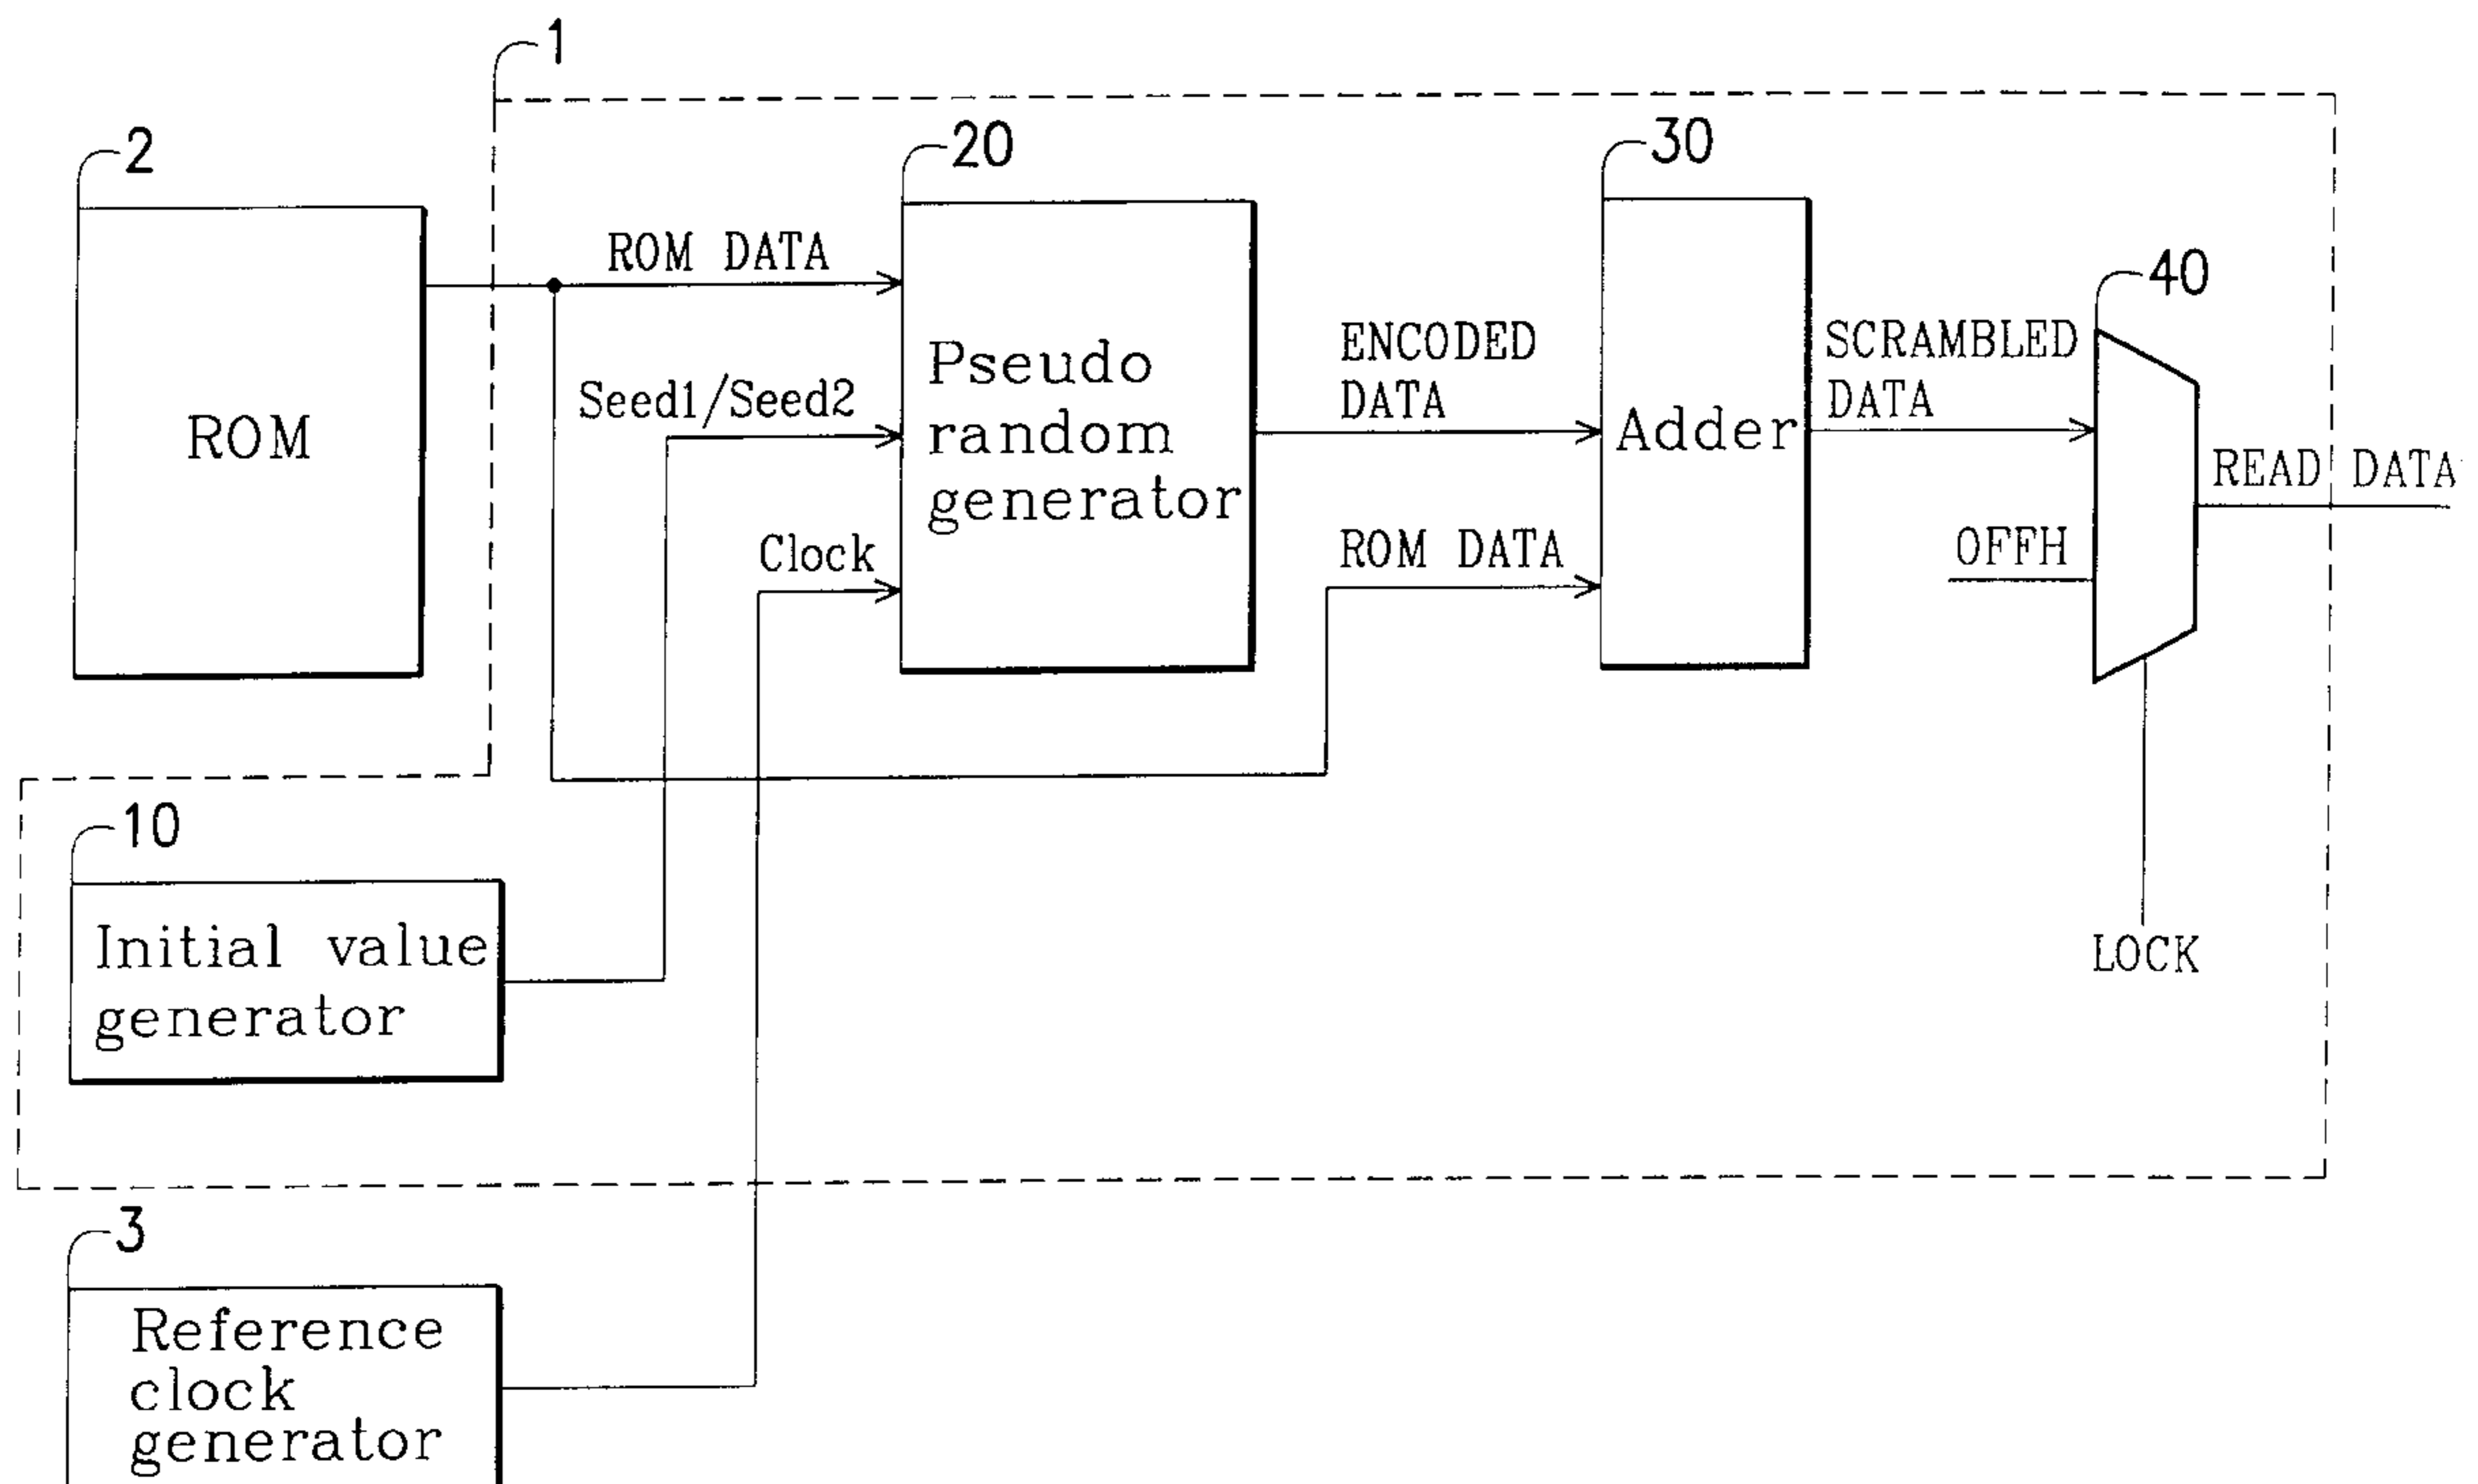 1
2
20
30
ROM DATA
40
ENCODED
DATA
SCRAMBLED
DATA
Pseudo
random
generator
Seed1/Seed2
ROM
Adder
READ DATA
Clock
ROM DATA
OFFH
10
LOCK
Initial value
generator
3
Reference
clock
generator